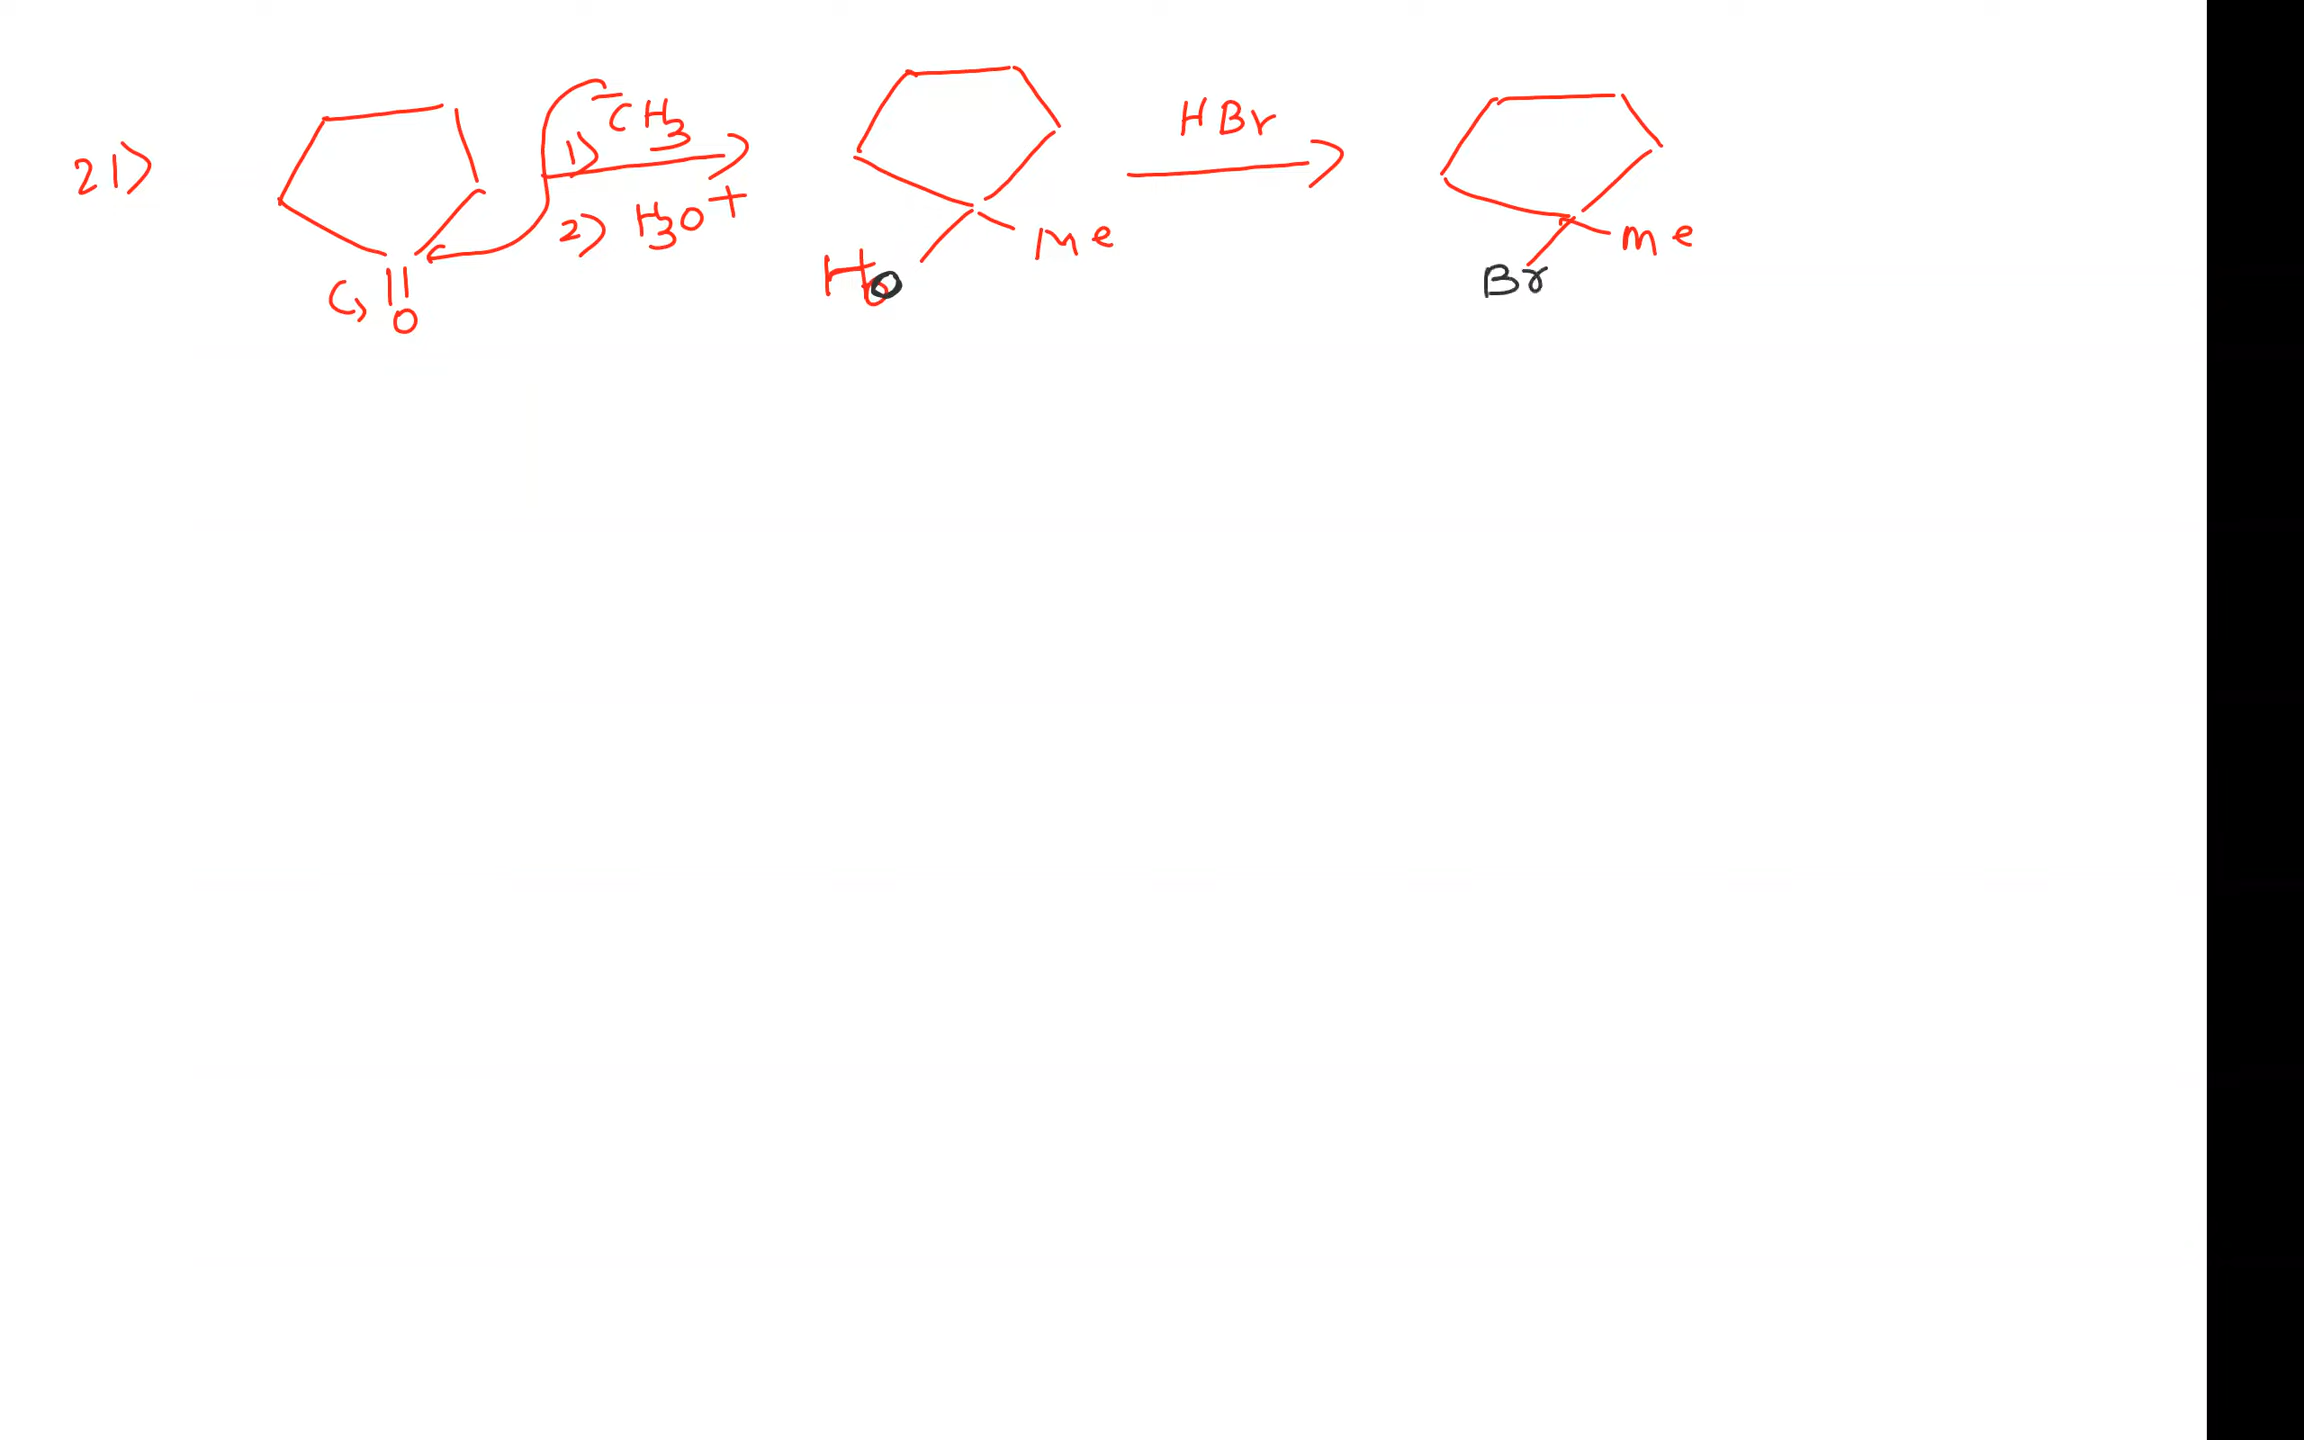 21)
1) ⁻CH₃
2) H₃O⁺
C, O
HO Me
HBr
Br Me